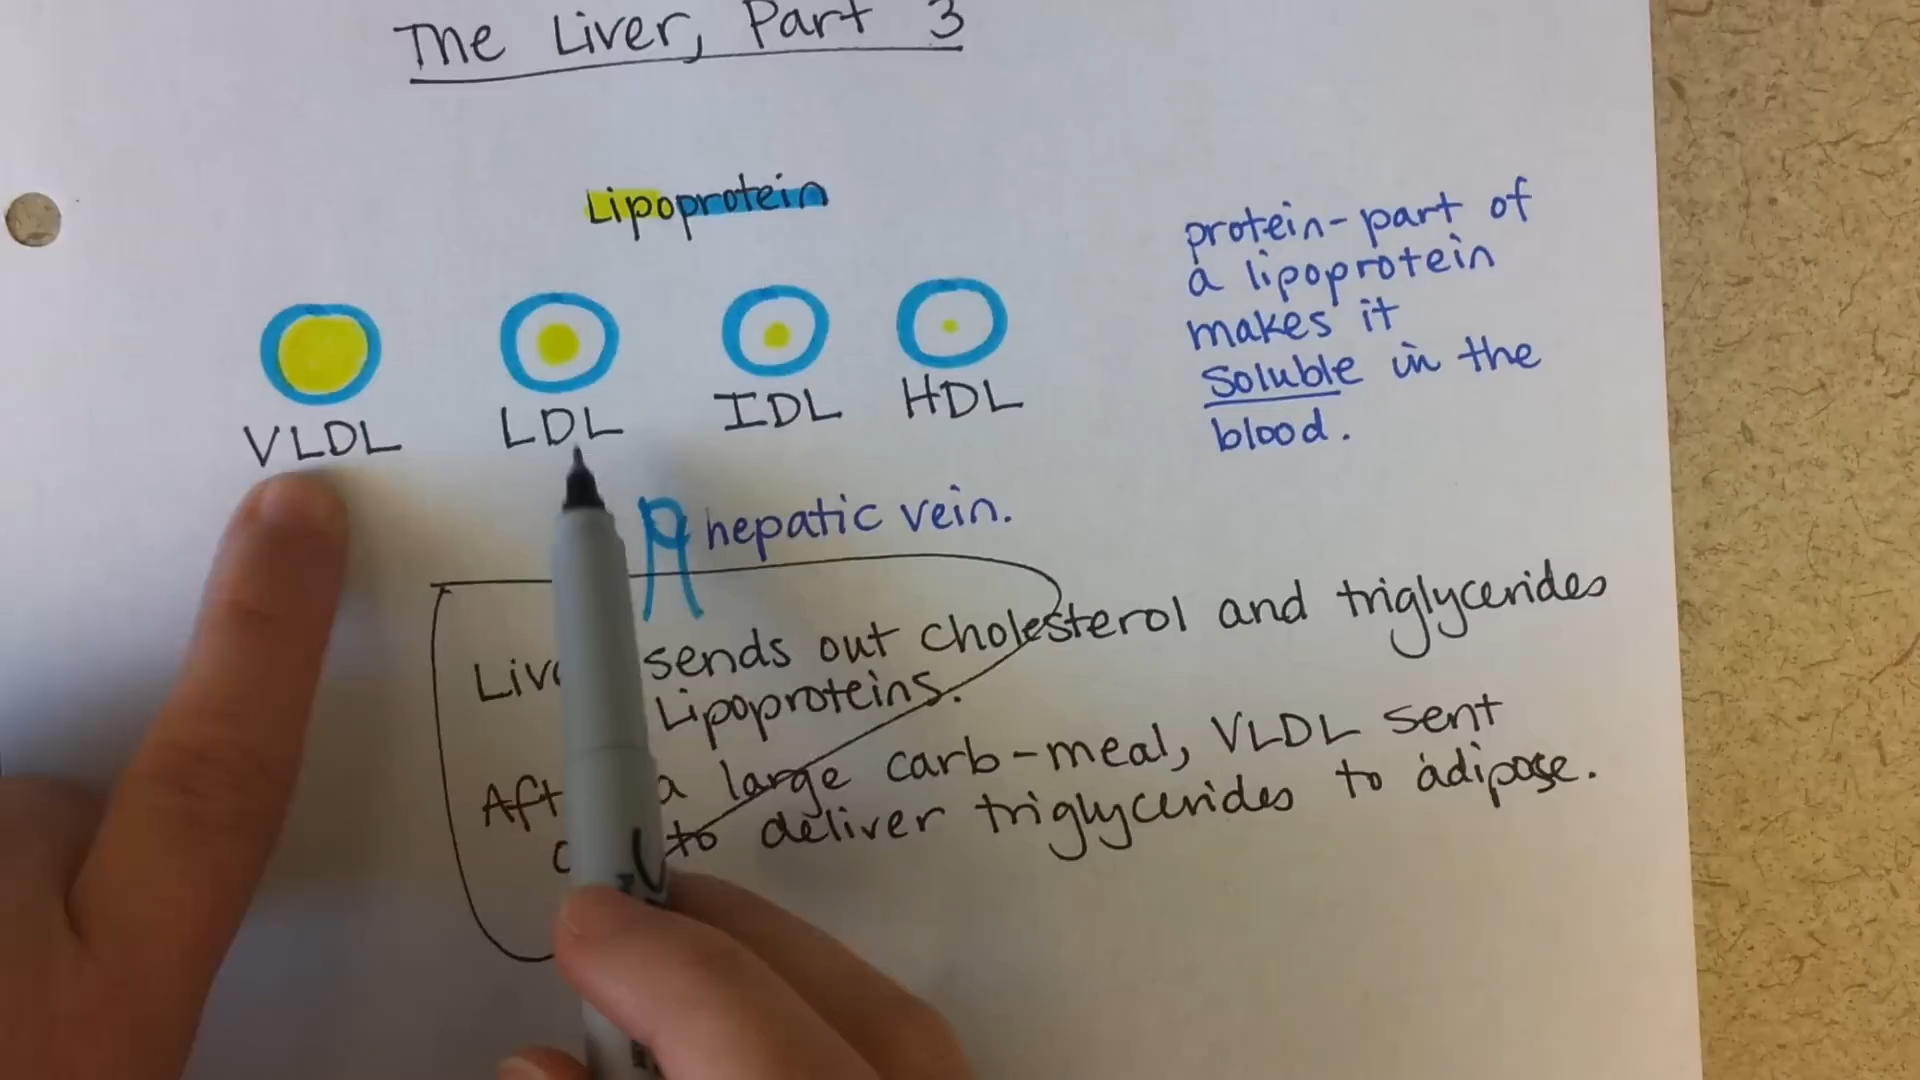 The Liver, Part 3
Lipoprotein
VLDL
LDL
IDL
HDL
protein-part of
a lipoprotein
makes it
soluble in the
blood.
hepatic vein.
sends out cholesterol and triglycerides
Lipoproteins.
a large carb-meal, VLDL sent
to deliver triglycerides to adipose.